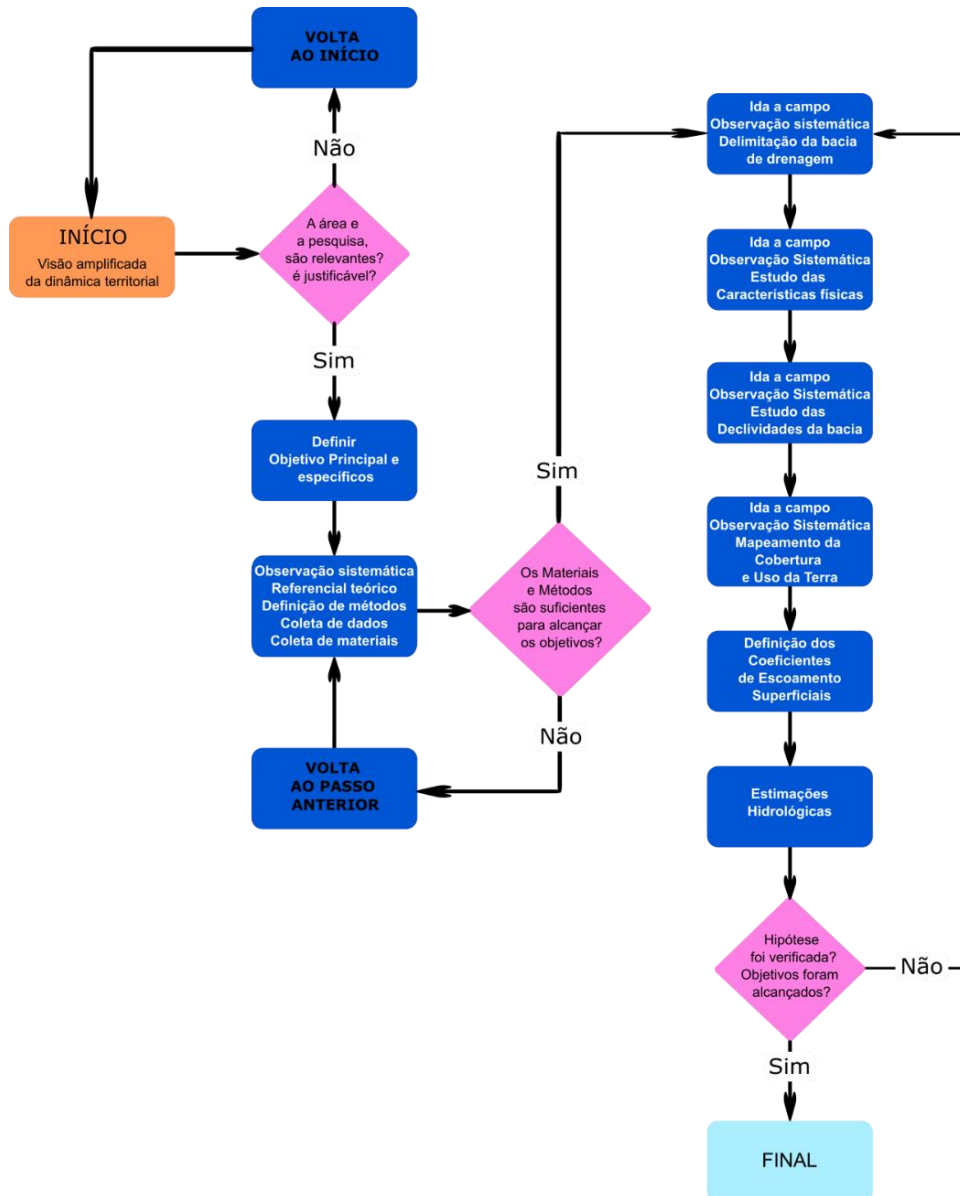 VOLTA
AO INÍCIO
Não
INÍCIO
Visão amplificada
da dinâmica territorial
A área e
a pesquisa,
são relevantes?
é justificável?
Sim
Definir
Objetivo Principal e
específicos
Observação sistemática
Referencial teórico
Definição de métodos
Coleta de dados
Coleta de materiais
VOLTA
AO PASSO
ANTERIOR
Os Materiais
e Métodos
são suficientes
para alcançar
os objetivos?
Não
Sim
Ida a campo
Observação sistemática
Delimitação da bacia
de drenagem
Ida a campo
Observação Sistemática
Estudo das
Características físicas
Ida a campo
Observação Sistemática
Estudo das
Declividades da bacia
Ida a campo
Observação Sistemática
Mapeamento da
Cobertura
e Uso da Terra
Definição dos
Coeficientes
de Escoamento
Superficiais
Estimações
Hidrológicas
Hipótese
foi verificada?
Objetivos foram
alcançados?
Não
Sim
FINAL